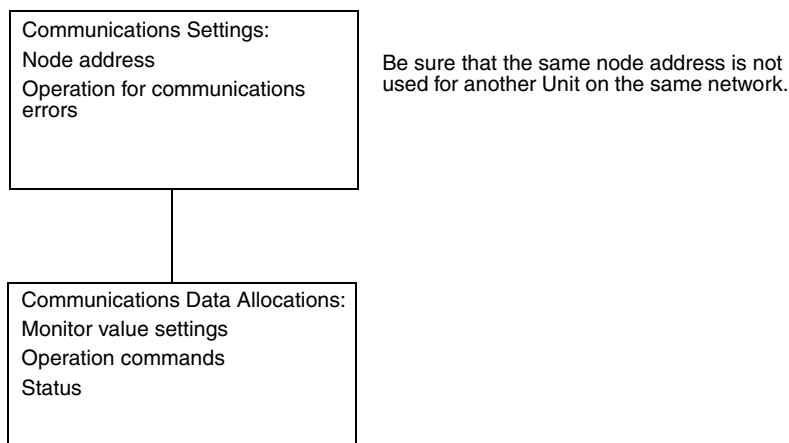 Communications Settings:
Node address
Operation for communications
errors
Be sure that the same node address is not
used for another Unit on the same network.
Communications Data Allocations:
Monitor value settings
Operation commands
Status